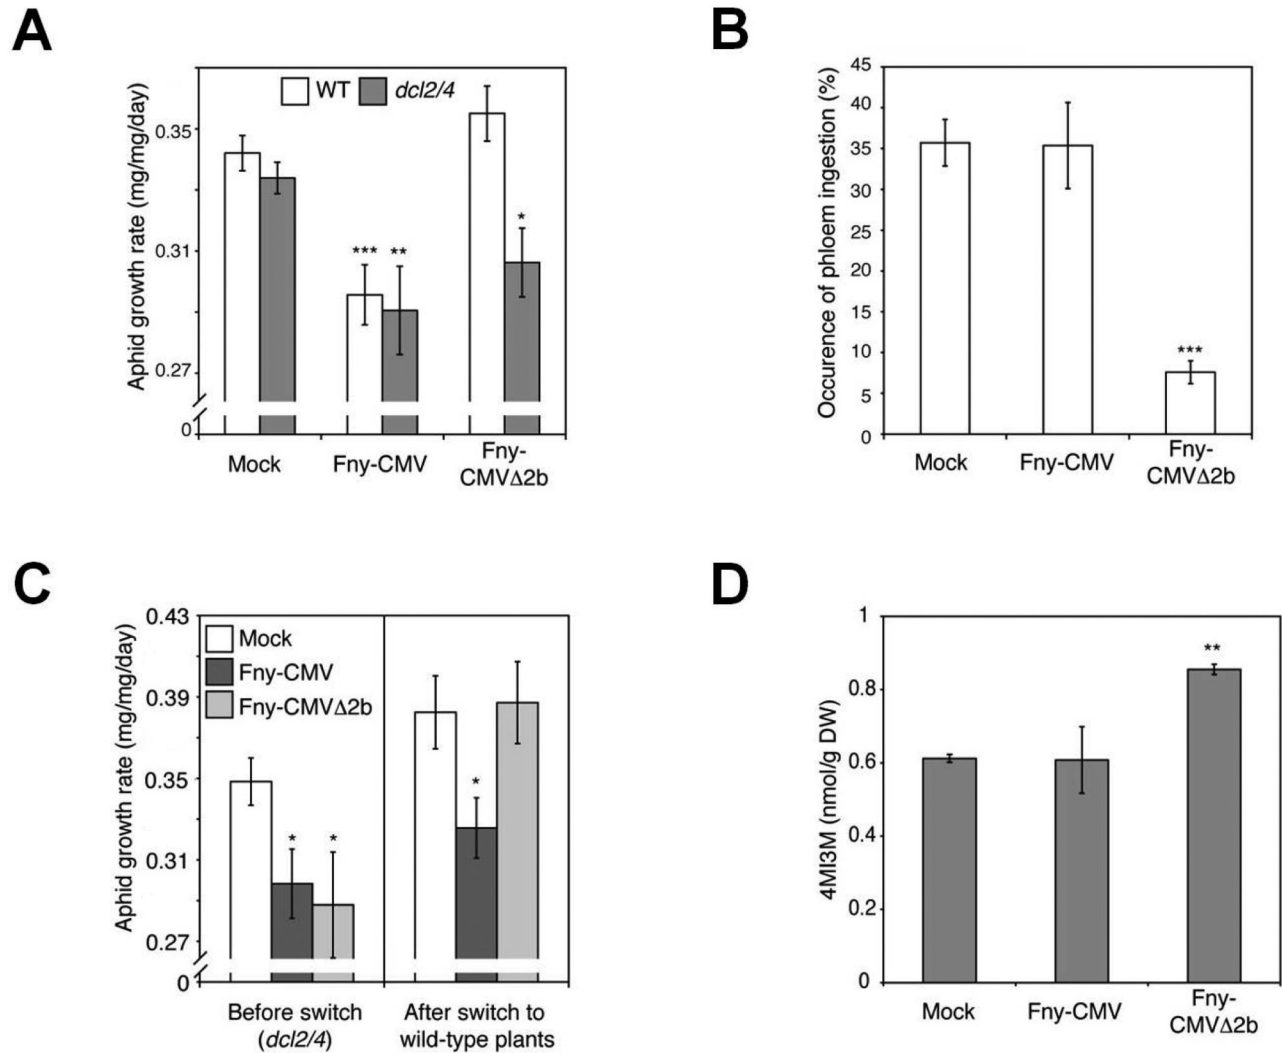 A
Aphid growth rate (mg/mg/day)
WT dcl2/4
0.35
0.31
0.27
0
***
**
*
Mock
Fny-CMV
Fny-
CMVΔ2b
B
Occurence of phloem ingestion (%)
45
40
35
30
25
20
15
10
5
0
***
Mock
Fny-CMV
Fny-
CMVΔ2b
C
Aphid growth rate (mg/mg/day)
0.43
0.39
0.35
0.31
0.27
0
Mock
Fny-CMV
Fny-CMVΔ2b
*
*
*
Before switch
(dcl2/4)
After switch to
wild-type plants
D
4MI3M (nmol/g DW)
1
0.8
0.6
0.4
0.2
0
**
Mock
Fny-CMV
Fny-
CMVΔ2b